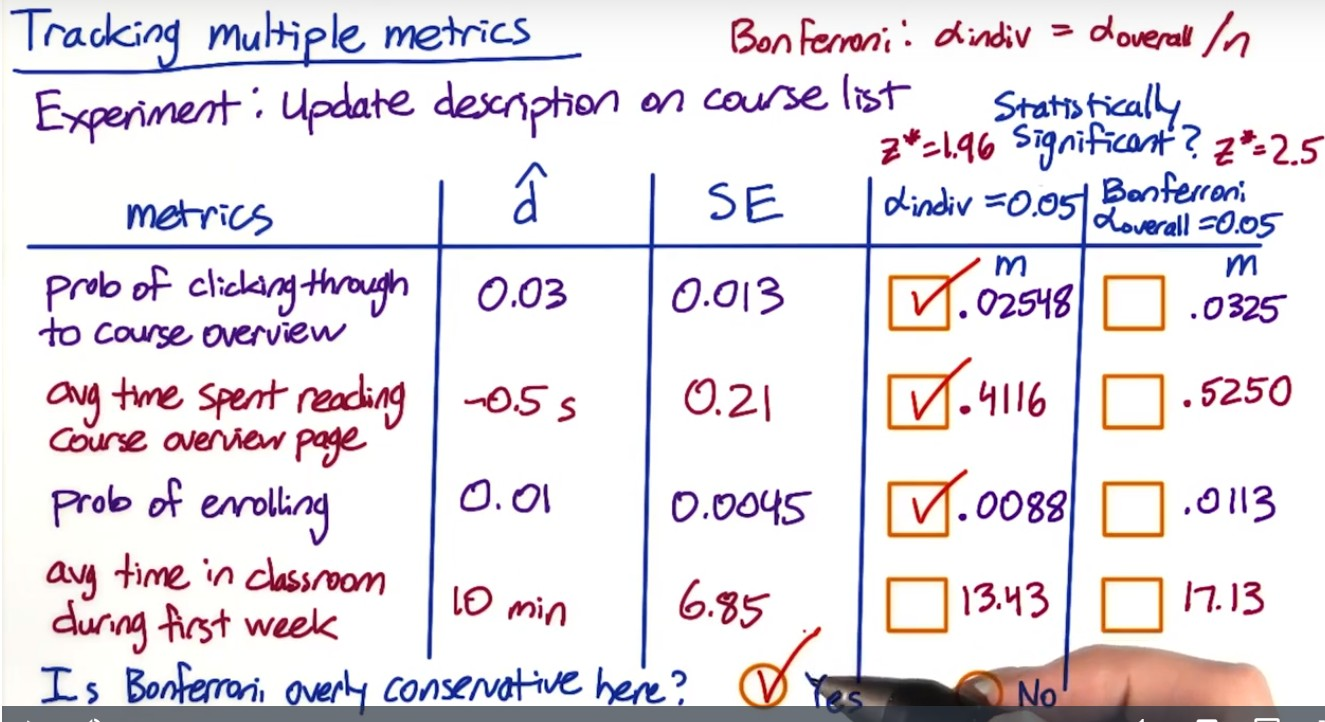 Tracking multiple metrics
Bonferroni: αindiv = αoverall/n
Experiment: Update description on course list
Statistically
Significant?
z*=1.96
z*=2.5
metrics
d̂
SE
αindiv =0.05
Bonferroni
αoverall =0.05
m
m
prob of clicking through
to course overview
0.03
0.013
.02548
.0325
avg time spent reading
course overview page
-0.5 s
0.21
.4116
.5250
prob of enrolling
0.01
0.0045
.0088
.0113
avg time in classroom
during first week
10 min
6.85
13.43
17.13
Is Bonferroni overly conservative here?
Yes
No